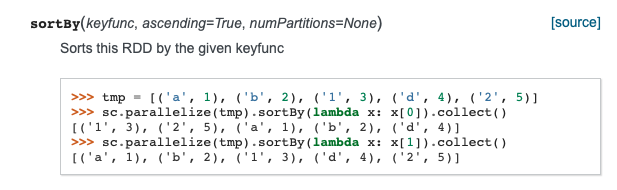 sortBy(keyfunc, ascending=True, numPartitions=None) [source]
Sorts this RDD by the given keyfunc
>>> tmp = [('a', 1), ('b', 2), ('1', 3), ('d', 4), ('2', 5)]
>>> sc.parallelize(tmp).sortBy(lambda x: x[0]).collect()
[('1', 3), ('2', 5), ('a', 1), ('b', 2), ('d', 4)]
>>> sc.parallelize(tmp).sortBy(lambda x: x[1]).collect()
[('a', 1), ('b', 2), ('1', 3), ('d', 4), ('2', 5)]